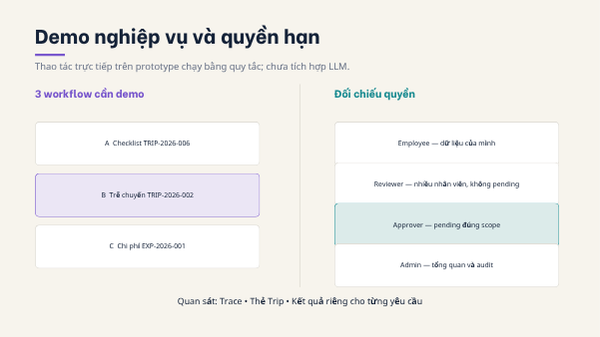 Demo nghiệp vụ và quyền hạn
Thao tác trực tiếp trên prototype chạy bằng quy tắc; chưa tích hợp LLM.
3 workflow cần demo
A Checklist TRIP-2026-006
B Trễ chuyến TRIP-2026-002
C Chi phí EXP-2026-001
Đối chiếu quyền
Employee — dữ liệu của mình
Reviewer — nhiều nhân viên, không pending
Approver — pending đúng scope
Admin — tổng quan và audit
Quan sát: Trace • Thẻ Trip • Kết quả riêng cho từng yêu cầu